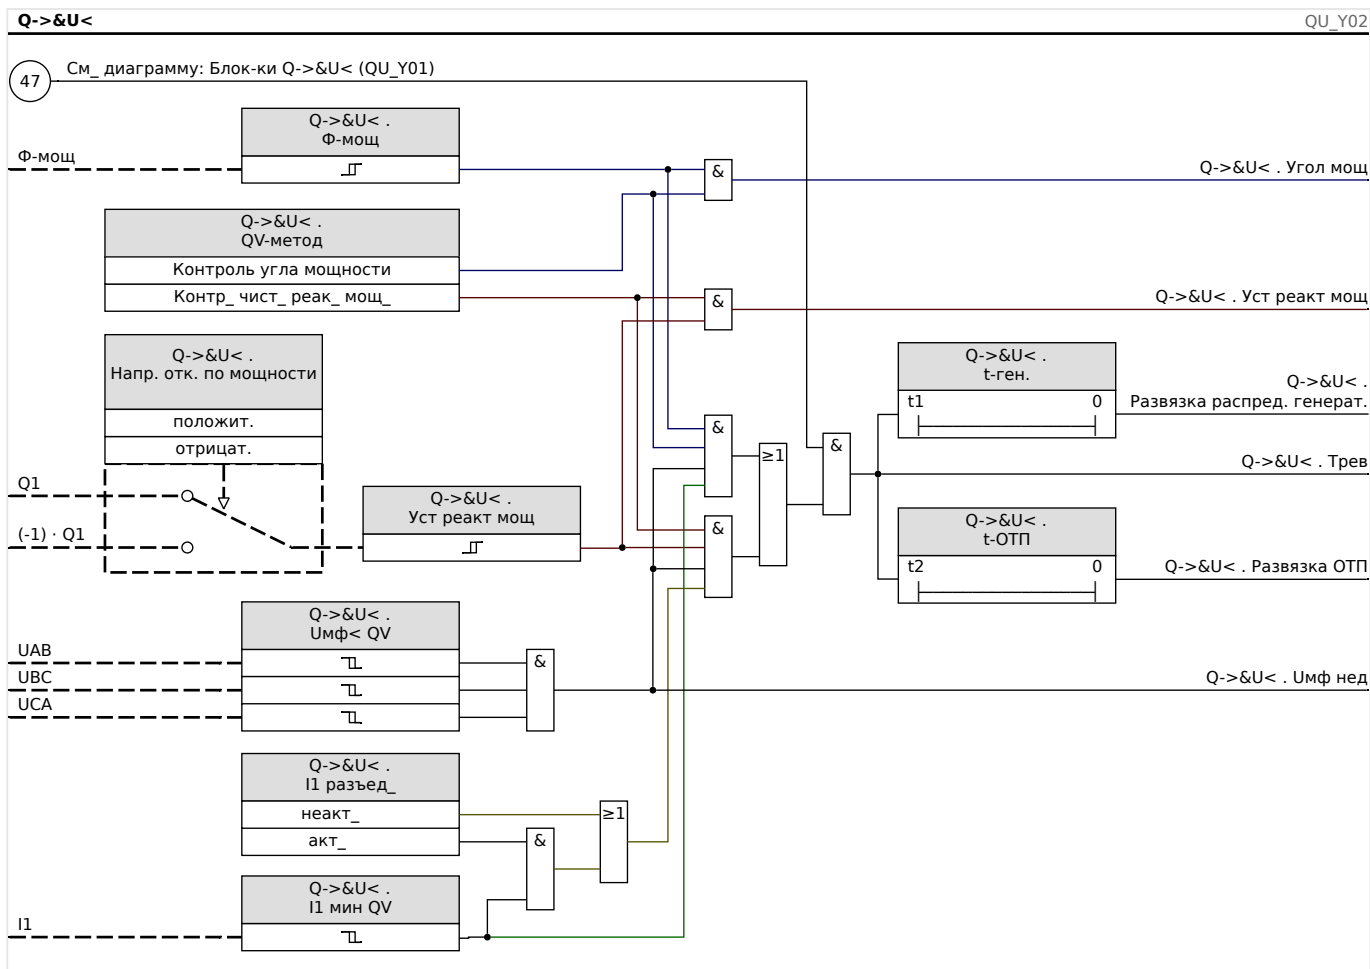 Q->&U<
QU_Y02
47
См_ диаграмму: Блок-ки Q->&U< (QU_Y01)
Q->&U< .
Ф-мощ
Ф-мощ
&
Q->&U< . Угол мощ
Q->&U< .
QV-метод
Контроль угла мощности
Контр_ чист_ реак_ мощ_
&
Q->&U< . Уст реакт мощ
Q->&U< .
Напр. отк. по мощности
положит.
отрицат.
Q->&U< .
t-ген.
t1
0
Q->&U< .
Развязка распред. генерат.
&
≥1
&
Q->&U< . Трев
Q1
(-1) · Q1
Q->&U< .
Уст реакт мощ
&
Q->&U< .
t-ОТП
t2
0
Q->&U< . Развязка ОТП
Q->&U< .
Uмф< QV
UAB
UBC
UCA
&
Q->&U< . Uмф нед
Q->&U< .
I1 разъед_
неакт_
акт_
≥1
&
Q->&U< .
I1 мин QV
I1